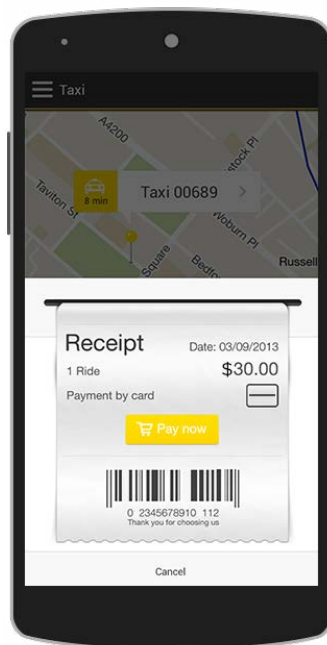 Taxi
A4200
stock Pl
8 min
Taxi 00689
Taviton St
Woburn Pl
Square
Bedfo
Russell
Receipt
Date: 03/09/2013
1 Ride
$30.00
Payment by card
Pay now
0 2345678910 112
Thank you for choosing us
Cancel